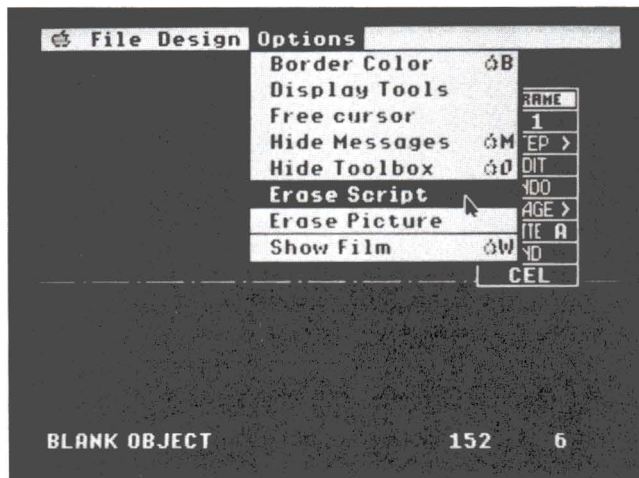 File Design Options
Border Color B
Display Tools
Free cursor
Hide Messages M
Hide Toolbox
Erase Script
Erase Picture
Show Film W
1
CEL
BLANK OBJECT 152 6